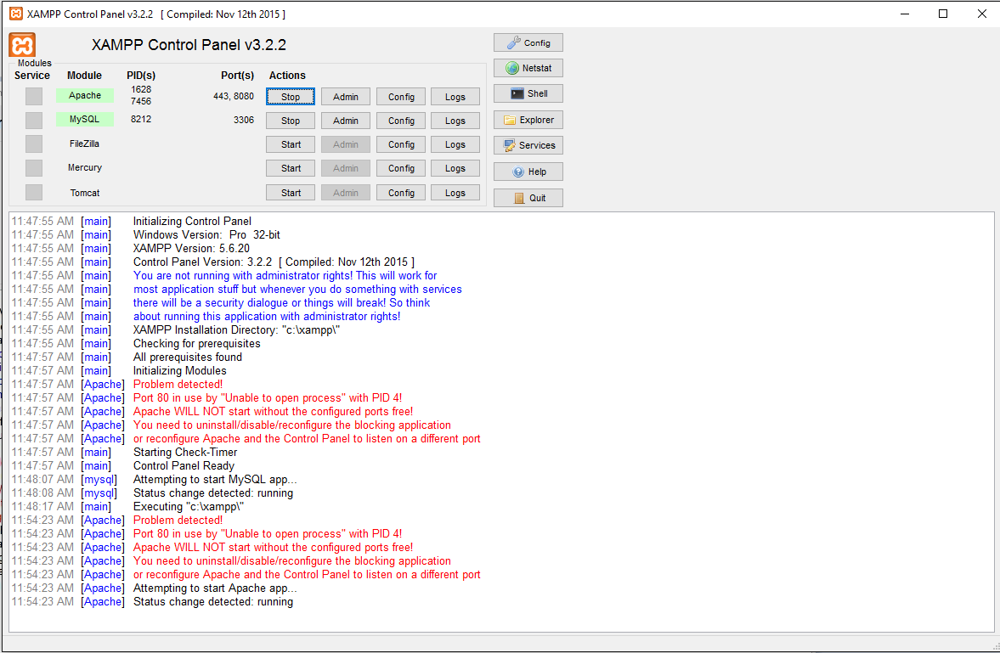 XAMPP Control Panel v3.2.2 [ Compiled: Nov 12th 2015 ]
XAMPP Control Panel v3.2.2
Config
Modules
Service Module PID(s) Port(s) Actions
Netstat
Apache 1628 7456 443, 8080 Stop Admin Config Logs
Shell
MySQL 8212 3306 Stop Admin Config Logs
Explorer
FileZilla Start Admin Config Logs
Services
Mercury Start Admin Config Logs
Help
Tomcat Start Admin Config Logs
Quit
11:47:55 AM [main] Initializing Control Panel
11:47:55 AM [main] Windows Version: Pro 32-bit
11:47:55 AM [main] XAMPP Version: 5.6.20
11:47:55 AM [main] Control Panel Version: 3.2.2 [ Compiled: Nov 12th 2015 ]
11:47:55 AM [main] You are not running with administrator rights! This will work for
11:47:55 AM [main] most application stuff but whenever you do something with services
11:47:55 AM [main] there will be a security dialogue or things will break! So think
11:47:55 AM [main] about running this application with administrator rights!
11:47:55 AM [main] XAMPP Installation Directory: "c:\xampp\"
11:47:55 AM [main] Checking for prerequisites
11:47:57 AM [main] All prerequisites found
11:47:57 AM [main] Initializing Modules
11:47:57 AM [Apache] Problem detected!
11:47:57 AM [Apache] Port 80 in use by "Unable to open process" with PID 4!
11:47:57 AM [Apache] Apache WILL NOT start without the configured ports free!
11:47:57 AM [Apache] You need to uninstall/disable/reconfigure the blocking application
11:47:57 AM [Apache] or reconfigure Apache and the Control Panel to listen on a different port
11:47:57 AM [main] Starting Check-Timer
11:47:57 AM [main] Control Panel Ready
11:48:07 AM [mysql] Attempting to start MySQL app...
11:48:08 AM [mysql] Status change detected: running
11:48:17 AM [main] Executing "c:\xampp\"
11:54:23 AM [Apache] Problem detected!
11:54:23 AM [Apache] Port 80 in use by "Unable to open process" with PID 4!
11:54:23 AM [Apache] Apache WILL NOT start without the configured ports free!
11:54:23 AM [Apache] You need to uninstall/disable/reconfigure the blocking application
11:54:23 AM [Apache] or reconfigure Apache and the Control Panel to listen on a different port
11:54:23 AM [Apache] Attempting to start Apache app...
11:54:23 AM [Apache] Status change detected: running